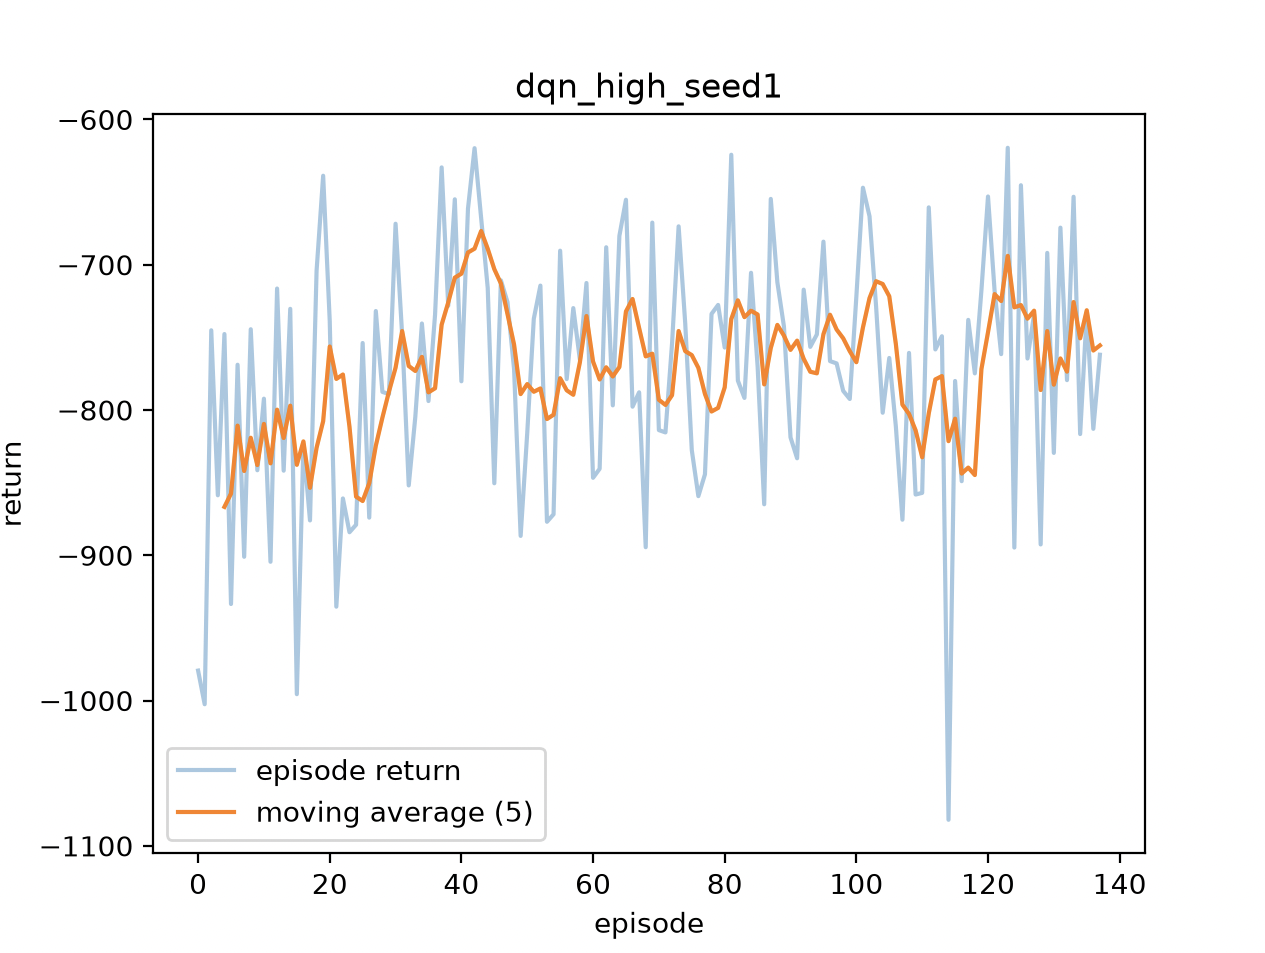 dqn_high_seed1
−600
−700
−800
−900
−1000
−1100
return
episode return
moving average (5)
0 20 40 60 80 100 120 140
episode